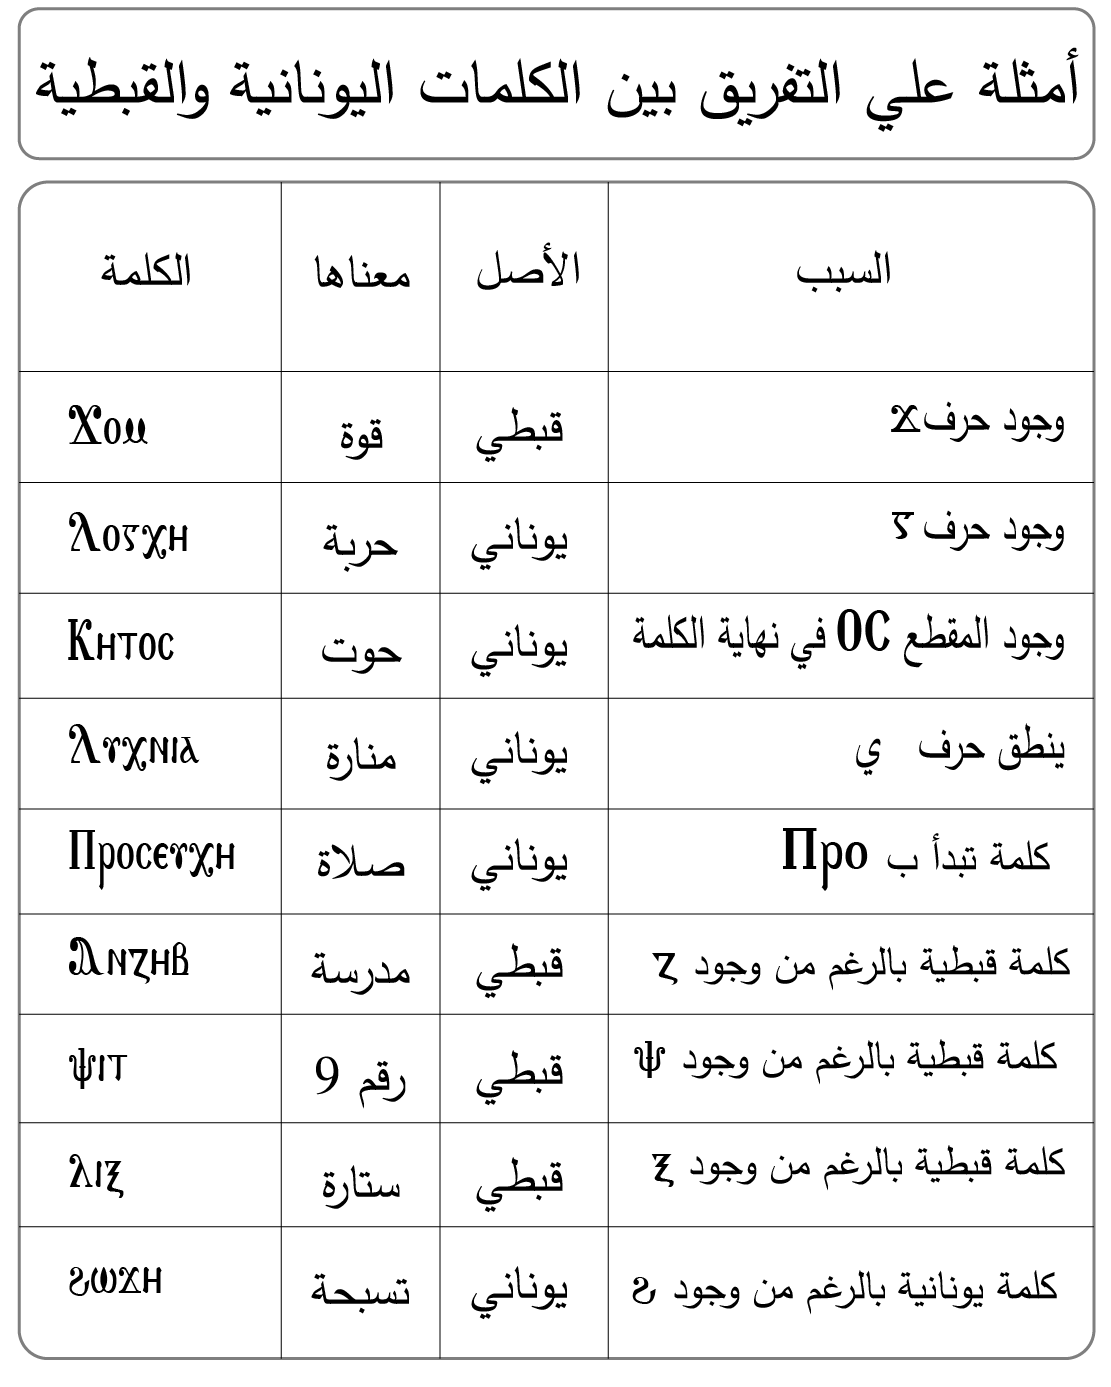 أمثلة علي التفريق بين الكلمات اليونانية والقبطية
السبب الأصل معناها الكلمة
وجود حرف ϫ قبطي قوة Ϫⲟⲙ
وجود حرف ⲅ يوناني حربة Ⲗⲟⲅⲭⲏ
وجود المقطع ⲞⲤ في نهاية الكلمة يوناني حوت Ⲕⲏⲧⲟⲥ
ينطق حرف ي يوناني منارة Ⲗⲩⲭⲛⲓⲁ
كلمة تبدأ ب Ⲡⲣⲟ يوناني صلاة Ⲡⲣⲟⲥⲉⲩⲭⲏ
كلمة قبطية بالرغم من وجود ⲍ قبطي مدرسة Ⲁⲛⲍⲏⲃ
كلمة قبطية بالرغم من وجود ⲯ قبطي رقم 9 ⲯⲓⲧ
كلمة قبطية بالرغم من وجود ⲝ قبطي ستارة ⲗⲓⲝ
كلمة يونانية بالرغم من وجود ϩ يوناني تسبحة ϩⲱϫⲏ